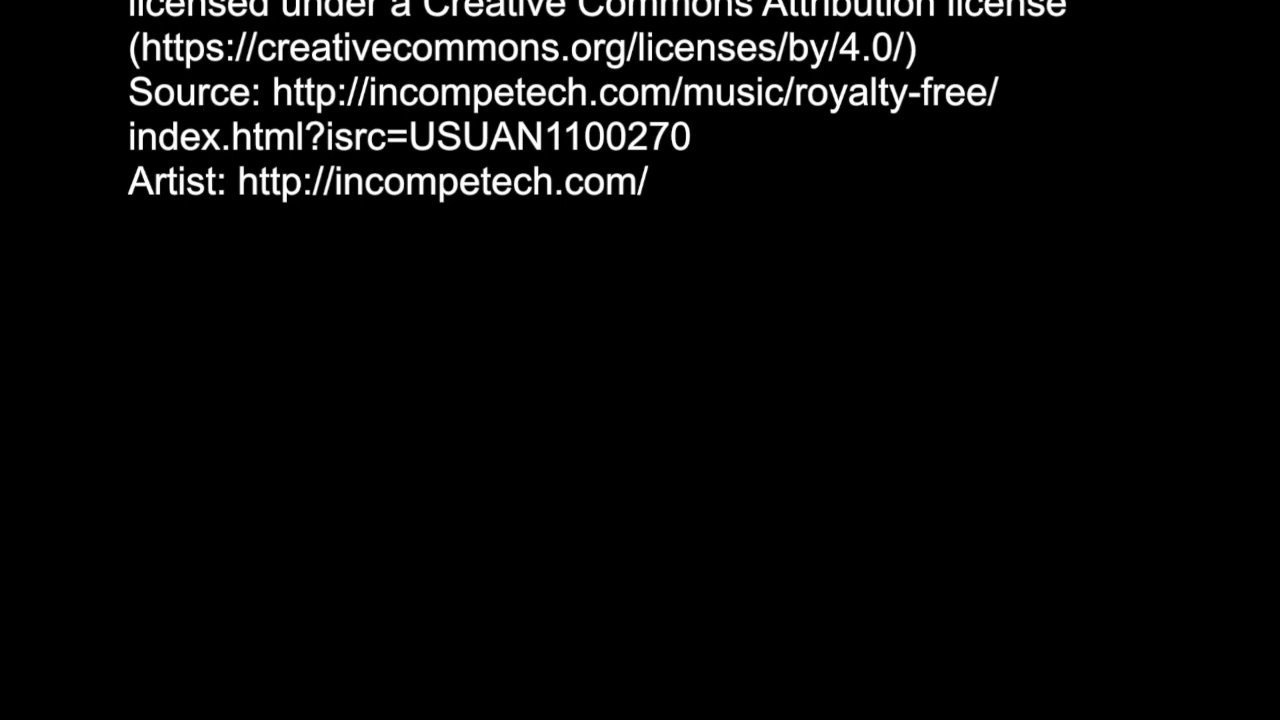 licensed under a Creative Commons Attribution license
(https://creativecommons.org/licenses/by/4.0/)
Source: http://incompetech.com/music/royalty-free/
index.html?isrc=USUAN1100270
Artist: http://incompetech.com/